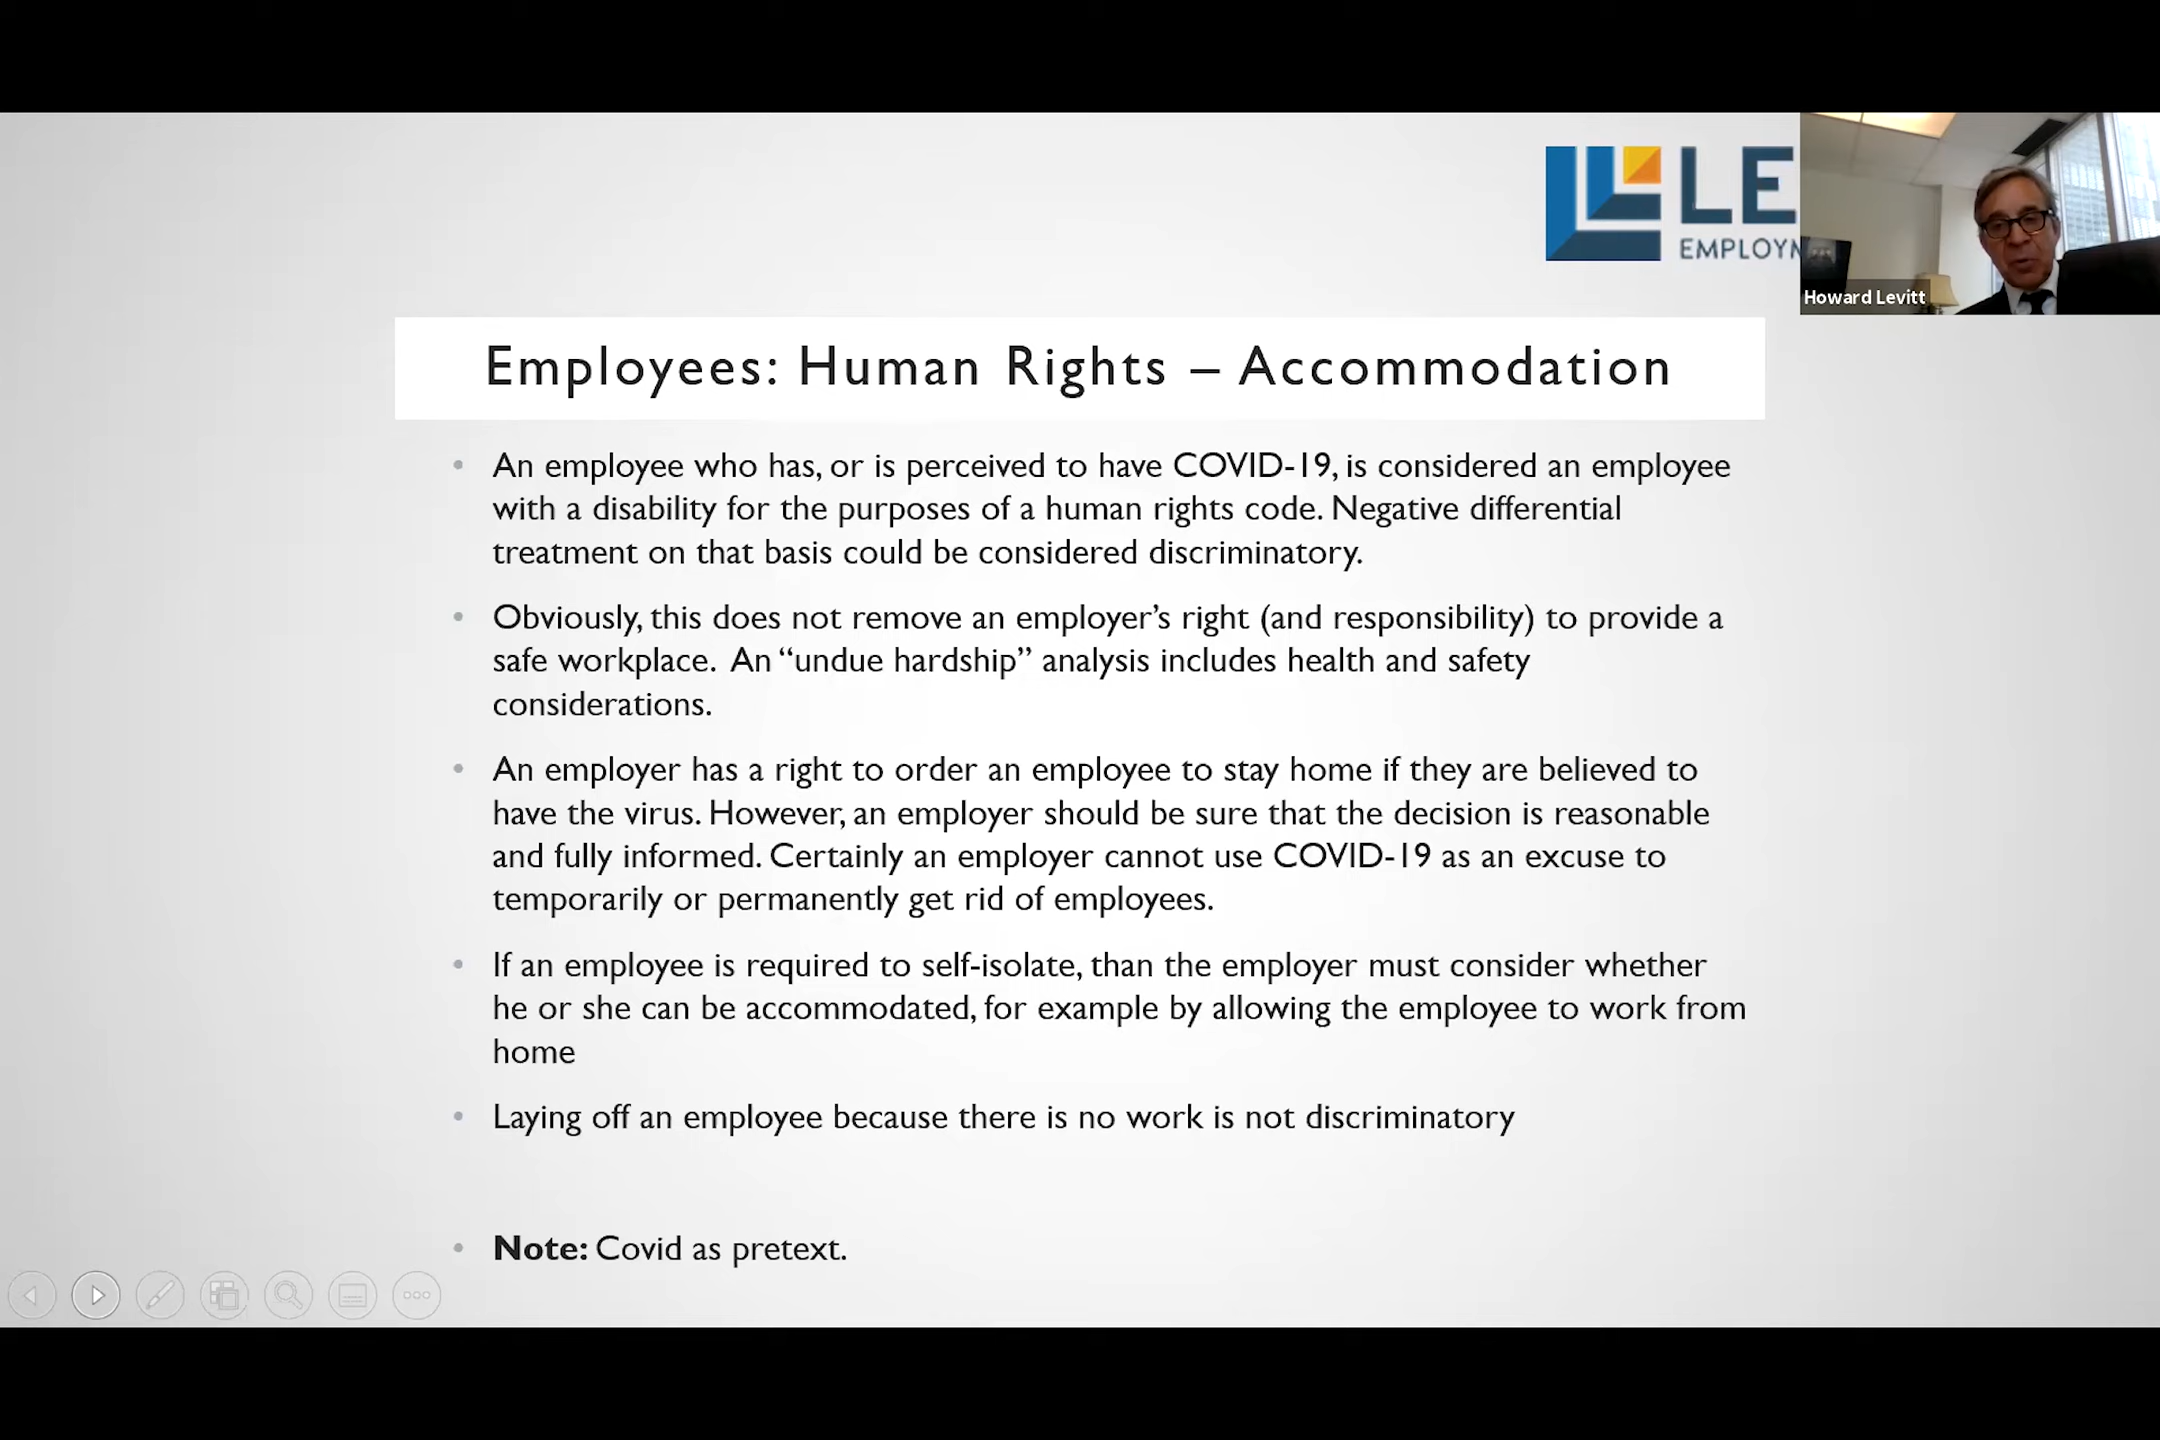 LE
EMPLOYM
Howard Levitt
Employees: Human Rights – Accommodation
• An employee who has, or is perceived to have COVID-19, is considered an employee
with a disability for the purposes of a human rights code. Negative differential
treatment on that basis could be considered discriminatory.
• Obviously, this does not remove an employer’s right (and responsibility) to provide a
safe workplace.  An “undue hardship” analysis includes health and safety
considerations.
• An employer has a right to order an employee to stay home if they are believed to
have the virus. However, an employer should be sure that the decision is reasonable
and fully informed. Certainly an employer cannot use COVID-19 as an excuse to
temporarily or permanently get rid of employees.
• If an employee is required to self-isolate, than the employer must consider whether
he or she can be accommodated, for example by allowing the employee to work from
home
• Laying off an employee because there is no work is not discriminatory
• Note: Covid as pretext.